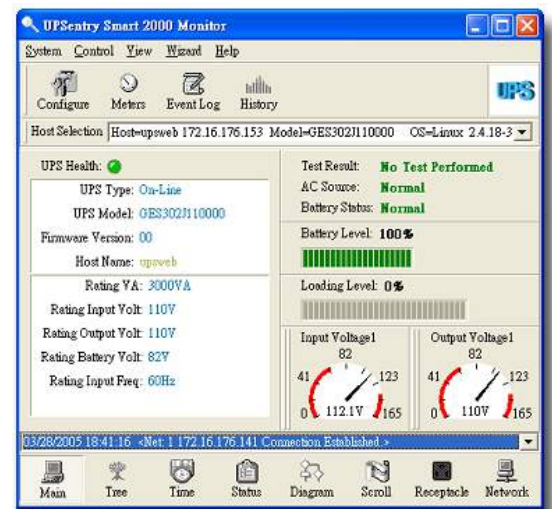 UPSentry Smart 2000 Monitor
System Control View Wizard Help
Configure Meters Event Log History
UPS
Host Selection Host=upsweb 172.16.176.153 Model=GES302J110000 OS=Linux 2.4.18-3
UPS Health:
UPS Type: On-Line
UPS Model: GES302J110000
Firmware Version: 00
Host Name: upsweb
Rating VA: 3000VA
Rating Input Volt: 110V
Rating Output Volt: 110V
Rating Battery Volt: 82V
Rating Input Freq: 60Hz
Test Result: No Test Performed
AC Source: Normal
Battery Status: Normal
Battery Level: 100%
Loading Level: 0%
Input Voltage1
82
41 123
0 112.1V 165
Output Voltage1
82
41 123
0 110V 165
03/28/2005 18:41:16 <Net: 1 172.16.176.141 Connection Established.>
Main Tree Time Status Diagram Scroll Receptacle Network